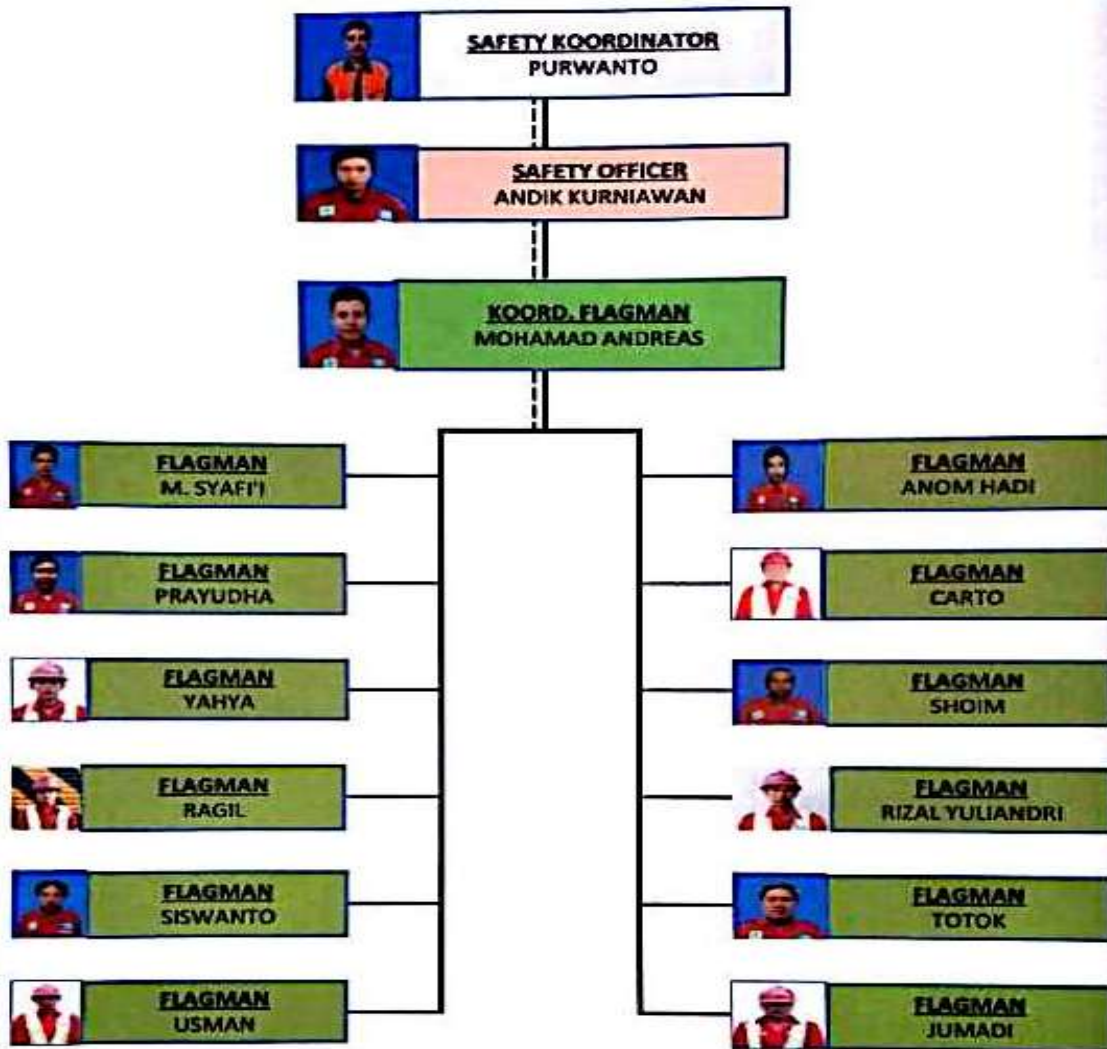 SAFETY KOORDINATOR
PURWANTO
SAFETY OFFICER
ANDIK KURNIAWAN
KOORD. FLAGMAN
MOHAMAD ANDREAS
FLAGMAN
M. SYAFI'I
FLAGMAN
PRAYUDHA
FLAGMAN
YAHYA
FLAGMAN
RAGIL
FLAGMAN
SISWANTO
FLAGMAN
USMAN
FLAGMAN
ANOM HADI
FLAGMAN
CARTO
FLAGMAN
SHOIM
FLAGMAN
RIZAL YULIANDRI
FLAGMAN
TOTOK
FLAGMAN
JUMADI